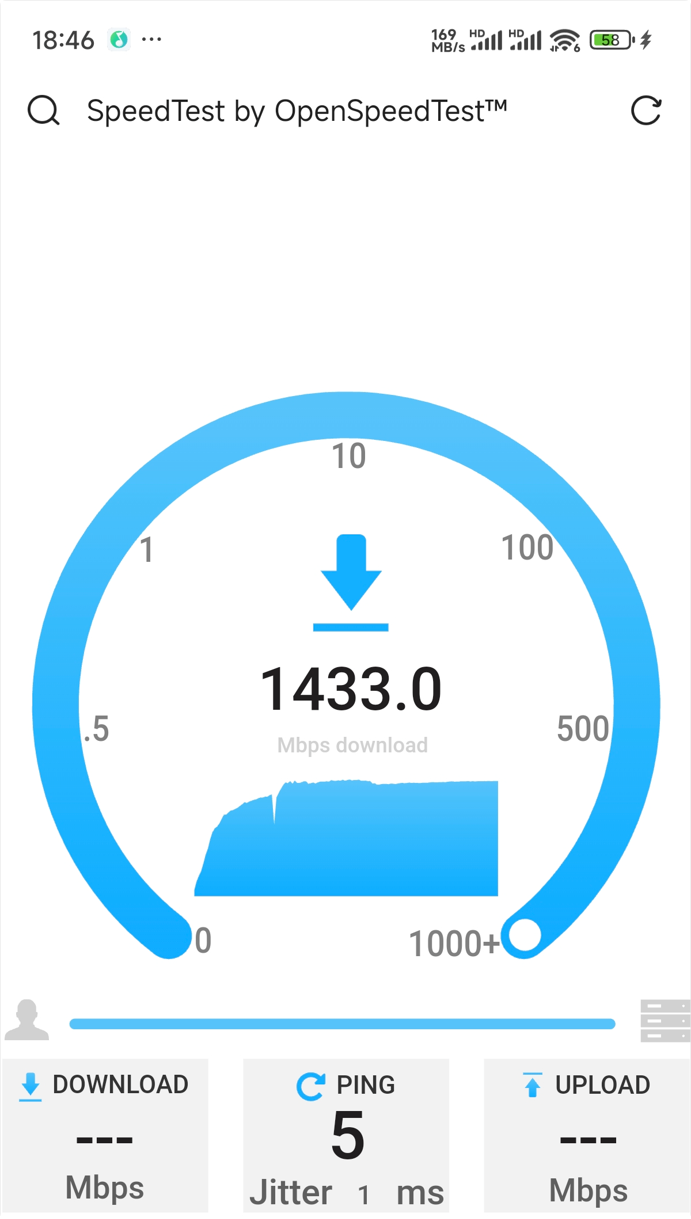 18:46 ··· 169 MB/s HD HD 6 58
SpeedTest by OpenSpeedTest™
10
1
100
1433.0
.5
Mbps download
500
0
1000+
DOWNLOAD
---
Mbps
PING
5
Jitter 1 ms
UPLOAD
---
Mbps